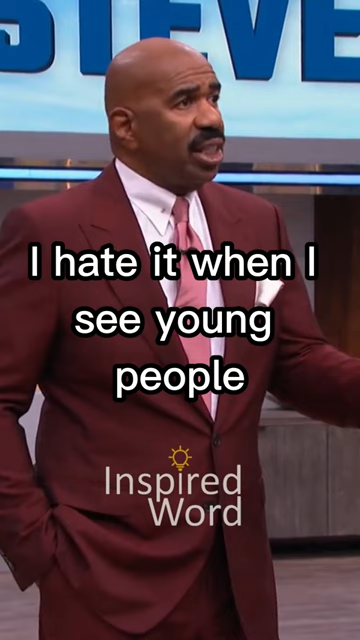 STEVE
I hate it when I
see young
people
Inspired
Word